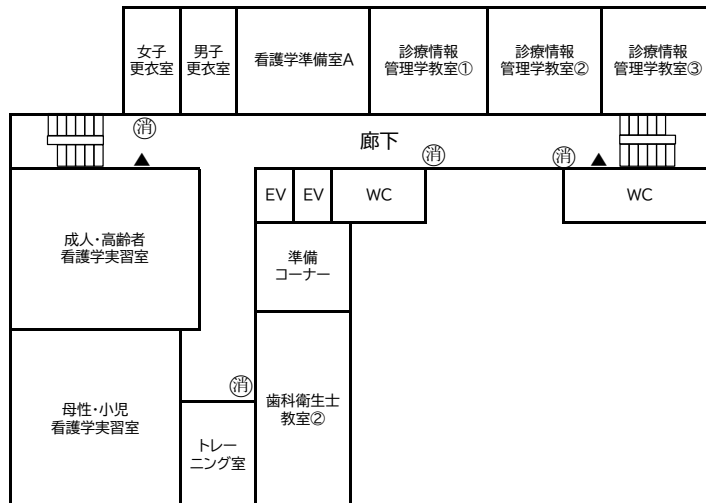 女子
更衣室
男子
更衣室
看護学準備室A
診療情報
管理学教室①
診療情報
管理学教室②
診療情報
管理学教室③
消
廊下
消
消
EV
EV
WC
WC
成人・高齢者
看護学実習室
準備
コーナー
消
母性・小児
看護学実習室
トレー
ニング室
歯科衛生士
教室②